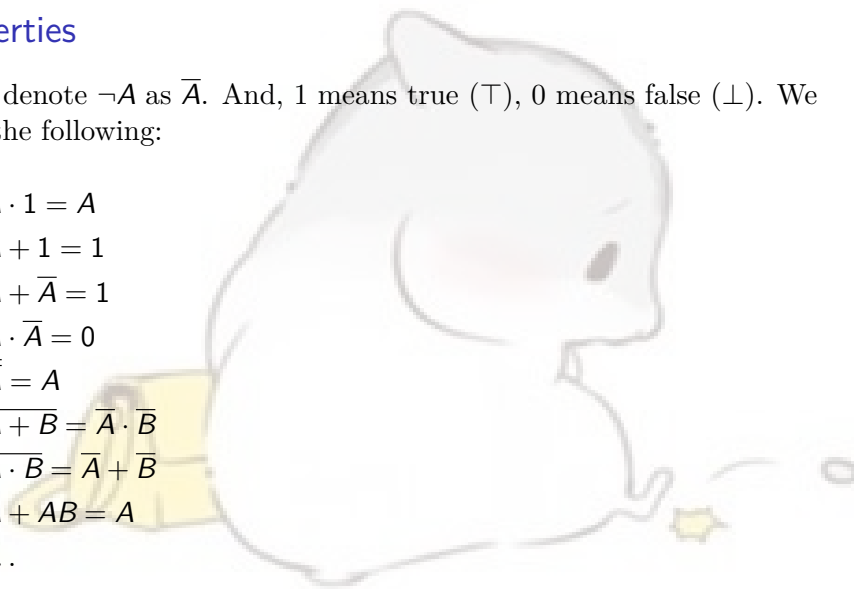 erties
denote ¬A as A̅. And, 1 means true (⊤), 0 means false (⊥). We
he following:
· 1 = A
+ 1 = 1
+ A̅ = 1
· A̅ = 0
= A
+ B = A̅ · B̅
· B = A̅ + B̅
+ AB = A
. .